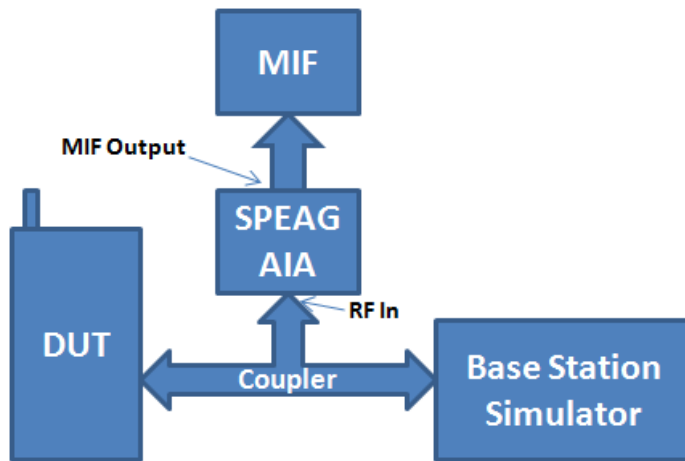 MIF
MIF Output
SPEAG
AIA
RF In
DUT
Coupler
Base Station
Simulator